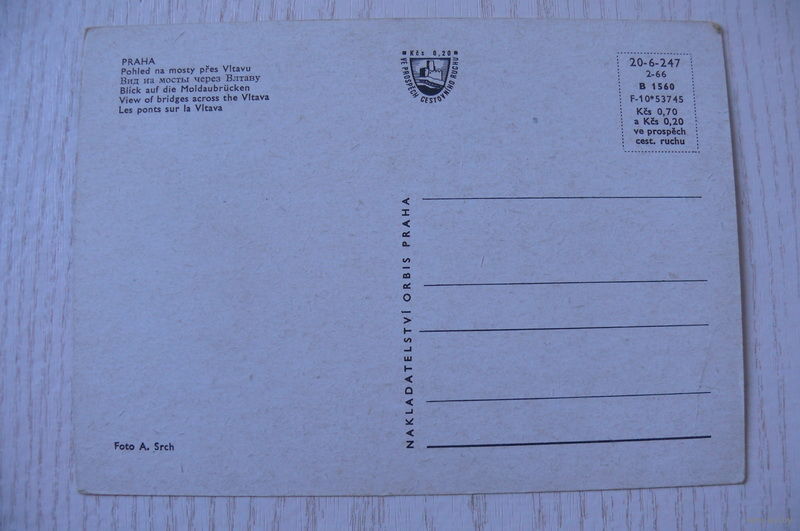 PRAHA
Pohled na mosty přes Vltavu
Вид на мосты через Влтаву
Blick auf die Moldaubrücken
View of bridges across the Vltava
Les ponts sur la Vltava
Kčs 0,20
VE PROSPĚCH CESTOVNÍHO RUCHU
20-6-247
2-66
B 1560
F-10*53745
Kčs 0,70
a Kčs 0,20
ve prospěch
cest. ruchu
NAKLADATELSTVÍ ORBIS PRAHA
Foto A. Srch